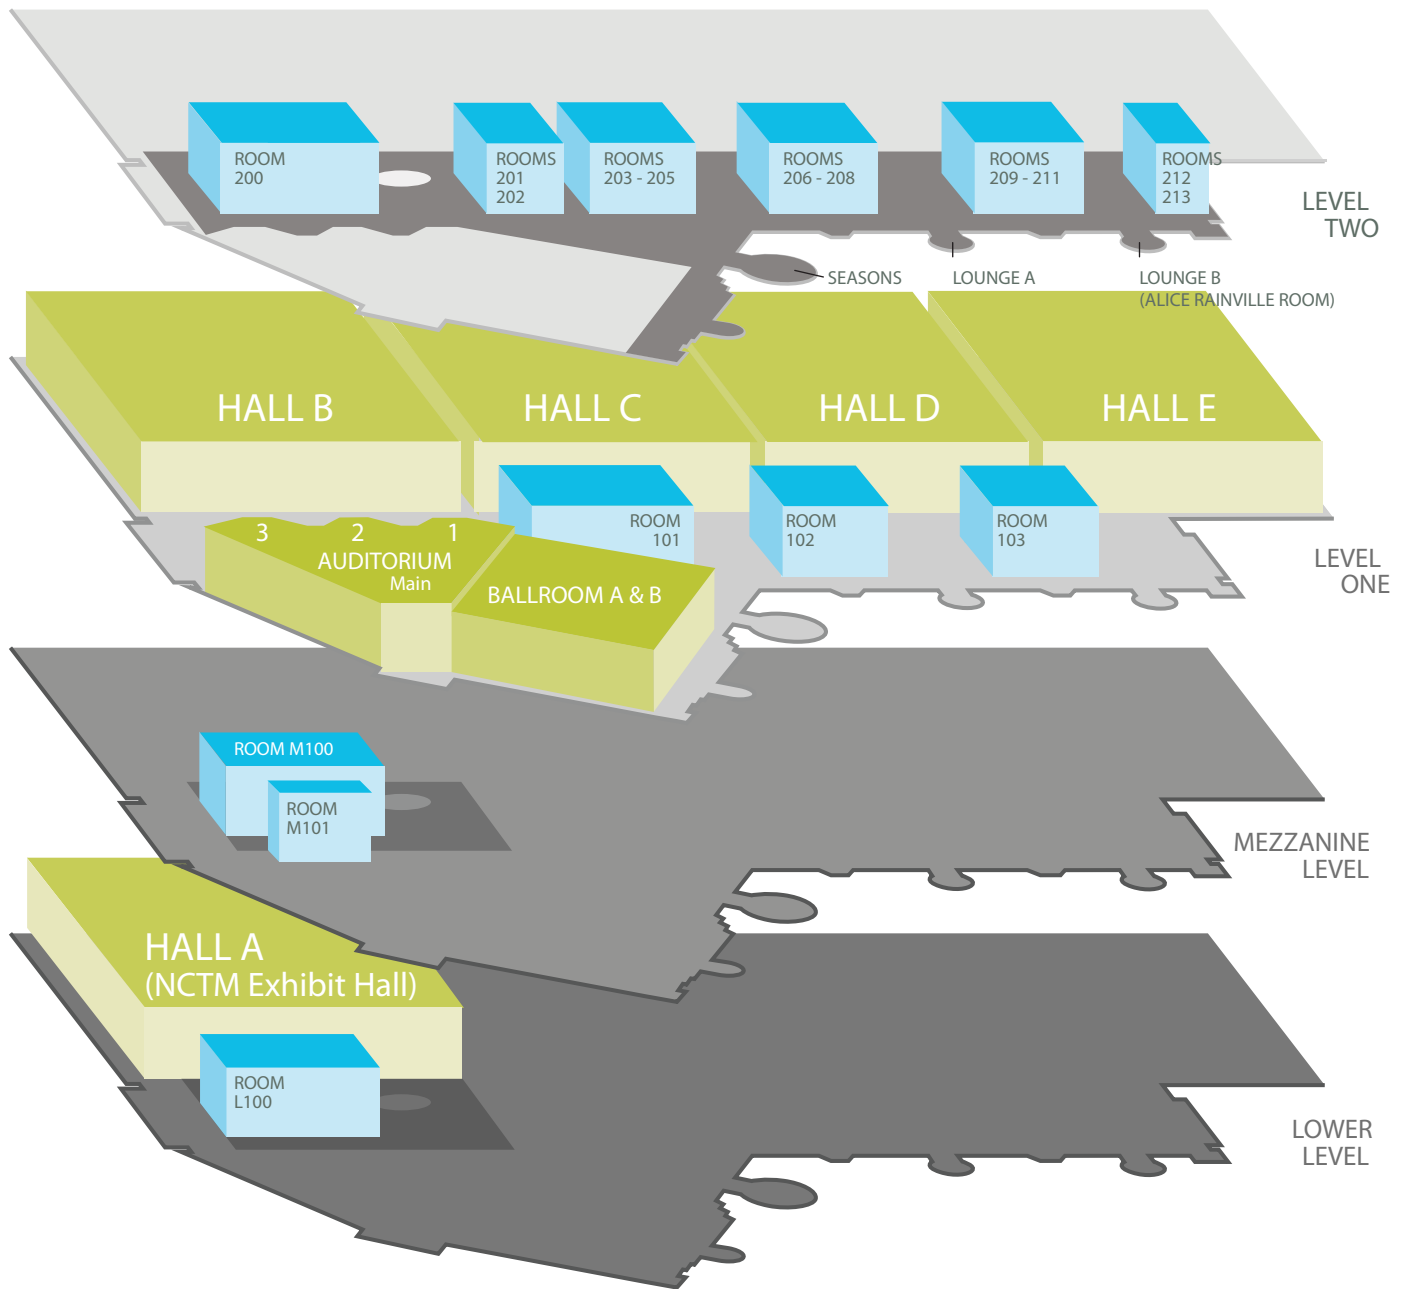 ROOM
200
ROOMS
201
202
ROOMS
203 - 205
ROOMS
206 - 208
ROOMS
209 - 211
ROOMS
212
213
LEVEL
TWO
SEASONS
LOUNGE A
LOUNGE B
(ALICE RAINVILLE ROOM)
HALL B
HALL C
HALL D
HALL E
ROOM
101
ROOM
102
ROOM
103
3
2
1
AUDITORIUM
Main
BALLROOM A & B
LEVEL
ONE
ROOM M100
ROOM
M101
MEZZANINE
LEVEL
HALL A
(NCTM Exhibit Hall)
ROOM
L100
LOWER
LEVEL